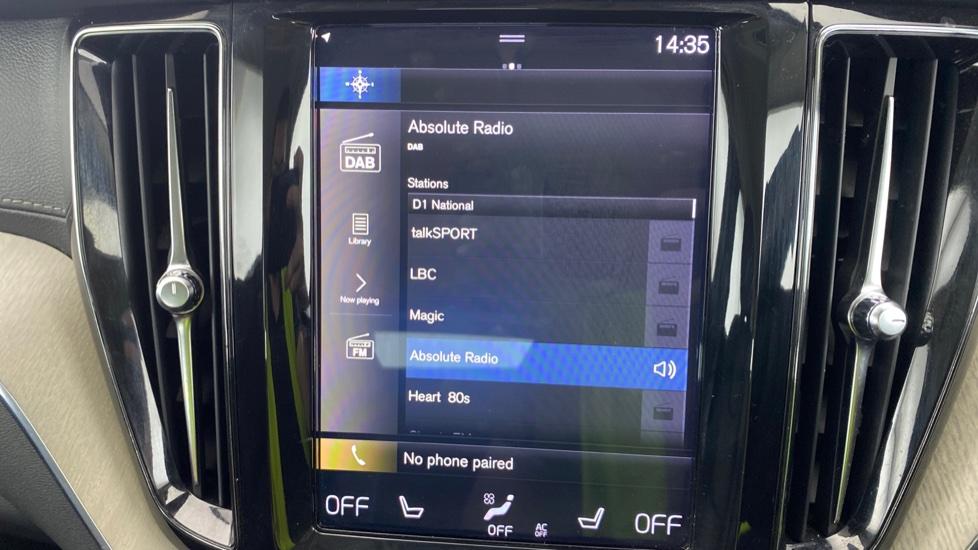 14:35
Absolute Radio
DAB
DAB
Stations
D1 National
talkSPORT
Library
LBC
Now playing
Magic
FM
Absolute Radio
Heart 80s
No phone paired
OFF
OFF
AC
OFF
OFF